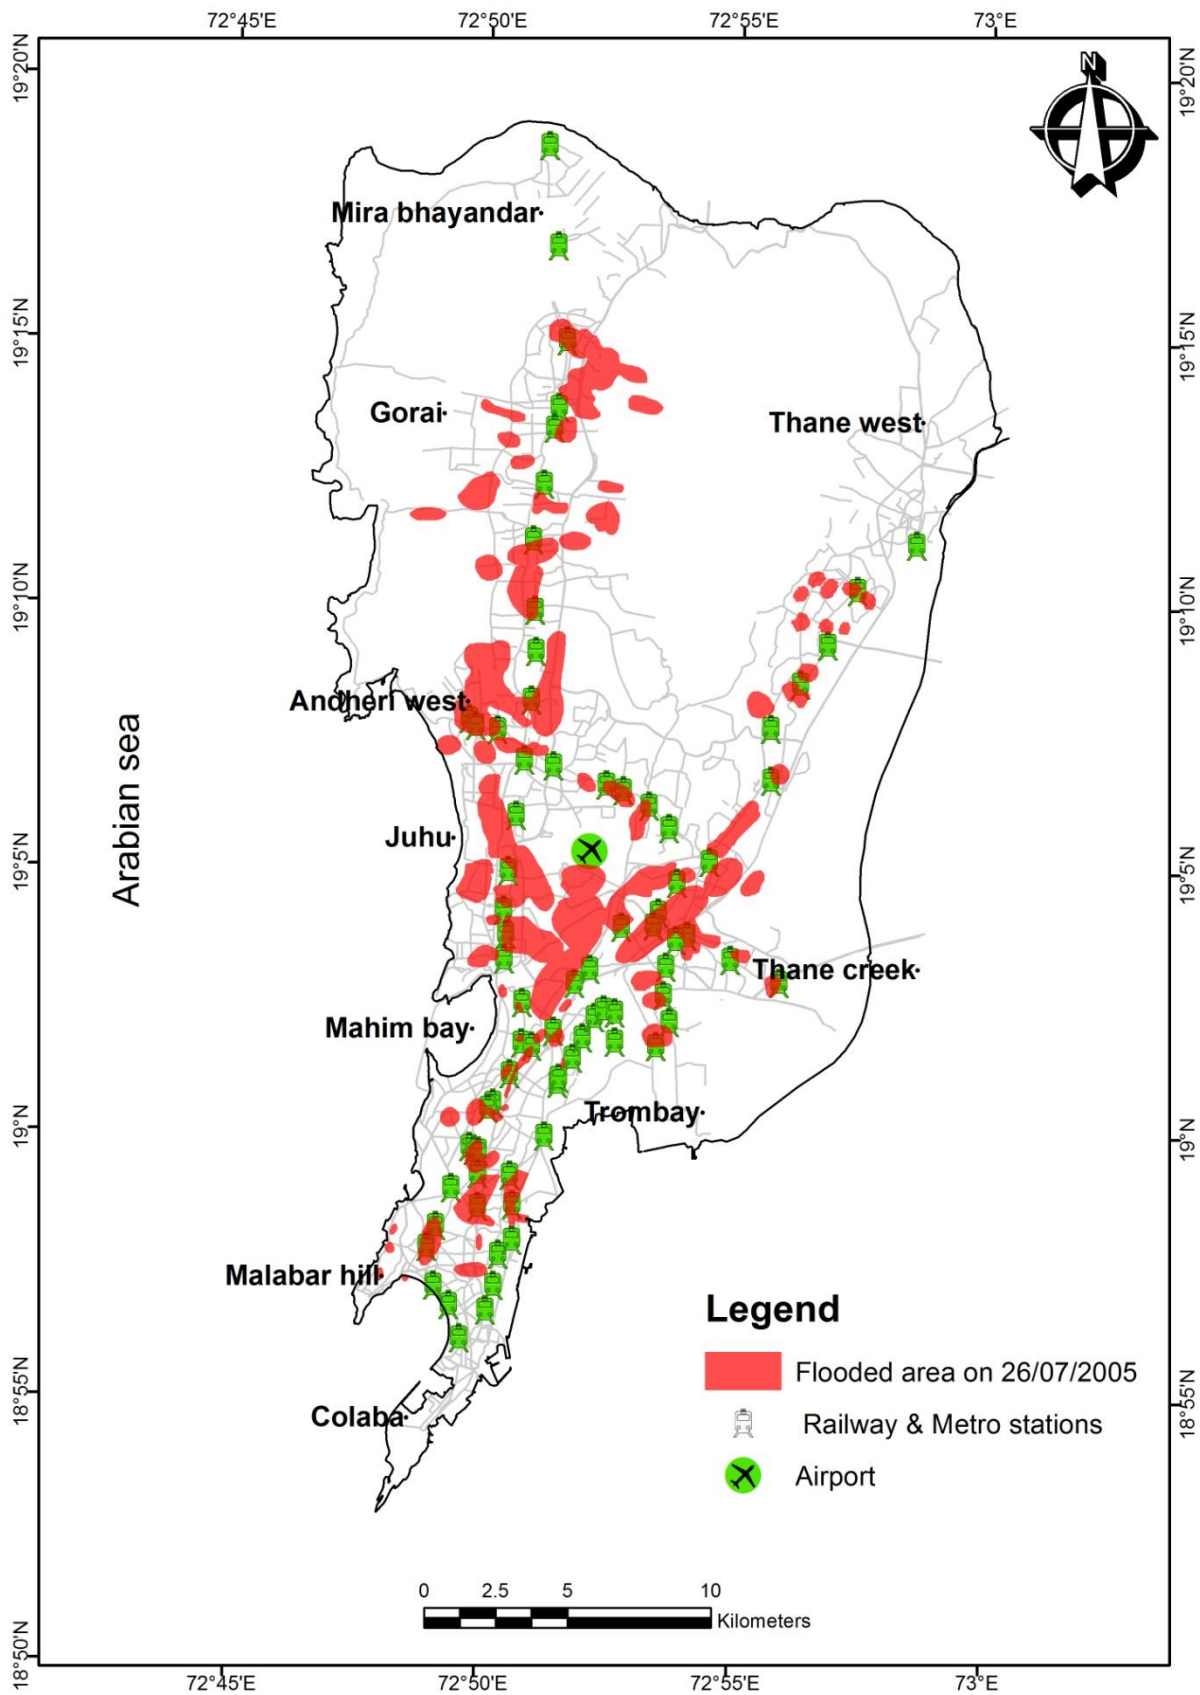 72°45'E 72°50'E 72°55'E 73°E
N
19°20'N 19°20'N
Mira bhayandar
19°15'N 19°15'N
Gorai
Thane west
19°10'N 19°10'N
Andheri west
Arabian sea
Juhu
19°5'N 19°5'N
Thane creek
Mahim bay
Trombay
19°N 19°N
Malabar hill
Legend
Flooded area on 26/07/2005
18°55'N 18°55'N
Colaba
Railway & Metro stations
Airport
0 2.5 5 10
Kilometers
18°50'N
72°45'E 72°50'E 72°55'E 73°E